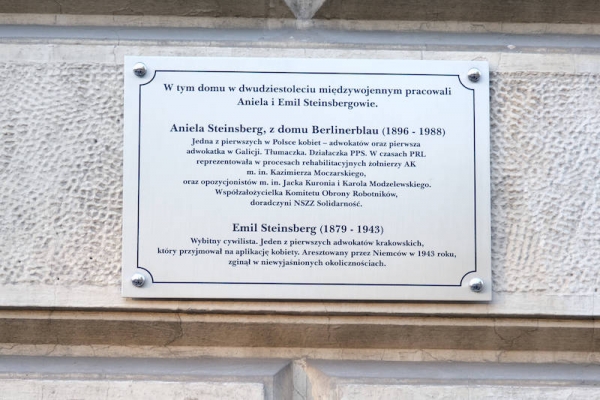 W tym domu w dwudziestoleciu międzywojennym pracowali
Aniela i Emil Steinsbergowie.
Aniela Steinsberg, z domu Berlinerblau (1896 - 1988)
Jedna z pierwszych w Polsce kobiet – adwokatów oraz pierwsza
adwokatka w Galicji. Tłumaczka. Działaczka PPS. W czasach PRL
reprezentowała w procesach rehabilitacyjnych żołnierzy AK
m. in. Kazimierza Moczarskiego,
oraz opozycjonistów m. in. Jacka Kuronia i Karola Modzelewskiego.
Współzałożycielka Komitetu Obrony Robotników,
doradczyni NSZZ Solidarność.
Emil Steinsberg (1879 - 1943)
Wybitny cywilista. Jeden z pierwszych adwokatów krakowskich,
który przyjmował na aplikację kobiety. Aresztowany przez Niemców w 1943 roku,
zginął w niewyjaśnionych okolicznościach.